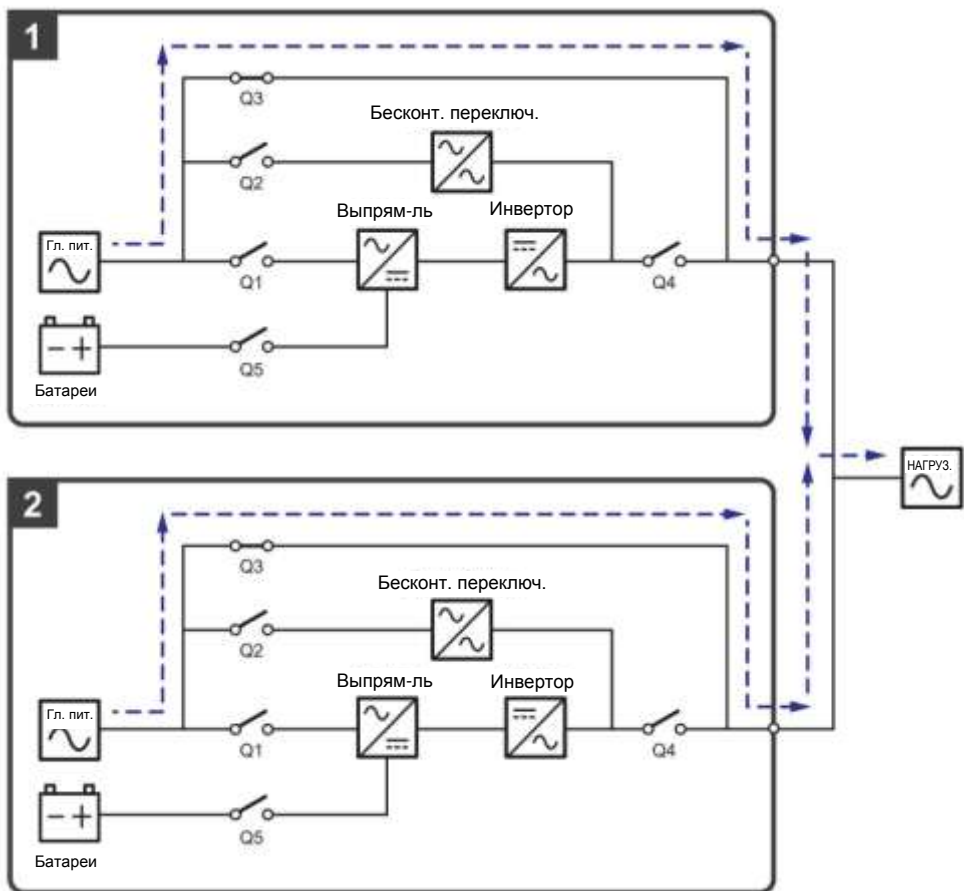 1
Q3
Бесконт. переключ.
Q2
Выпрям-ль
Инвертор
Гл. пит.
Q1
Q4
Q5
Батареи
НАГРУЗ.
2
Q3
Бесконт. переключ.
Q2
Выпрям-ль
Инвертор
Гл. пит.
Q1
Q4
Q5
Батареи